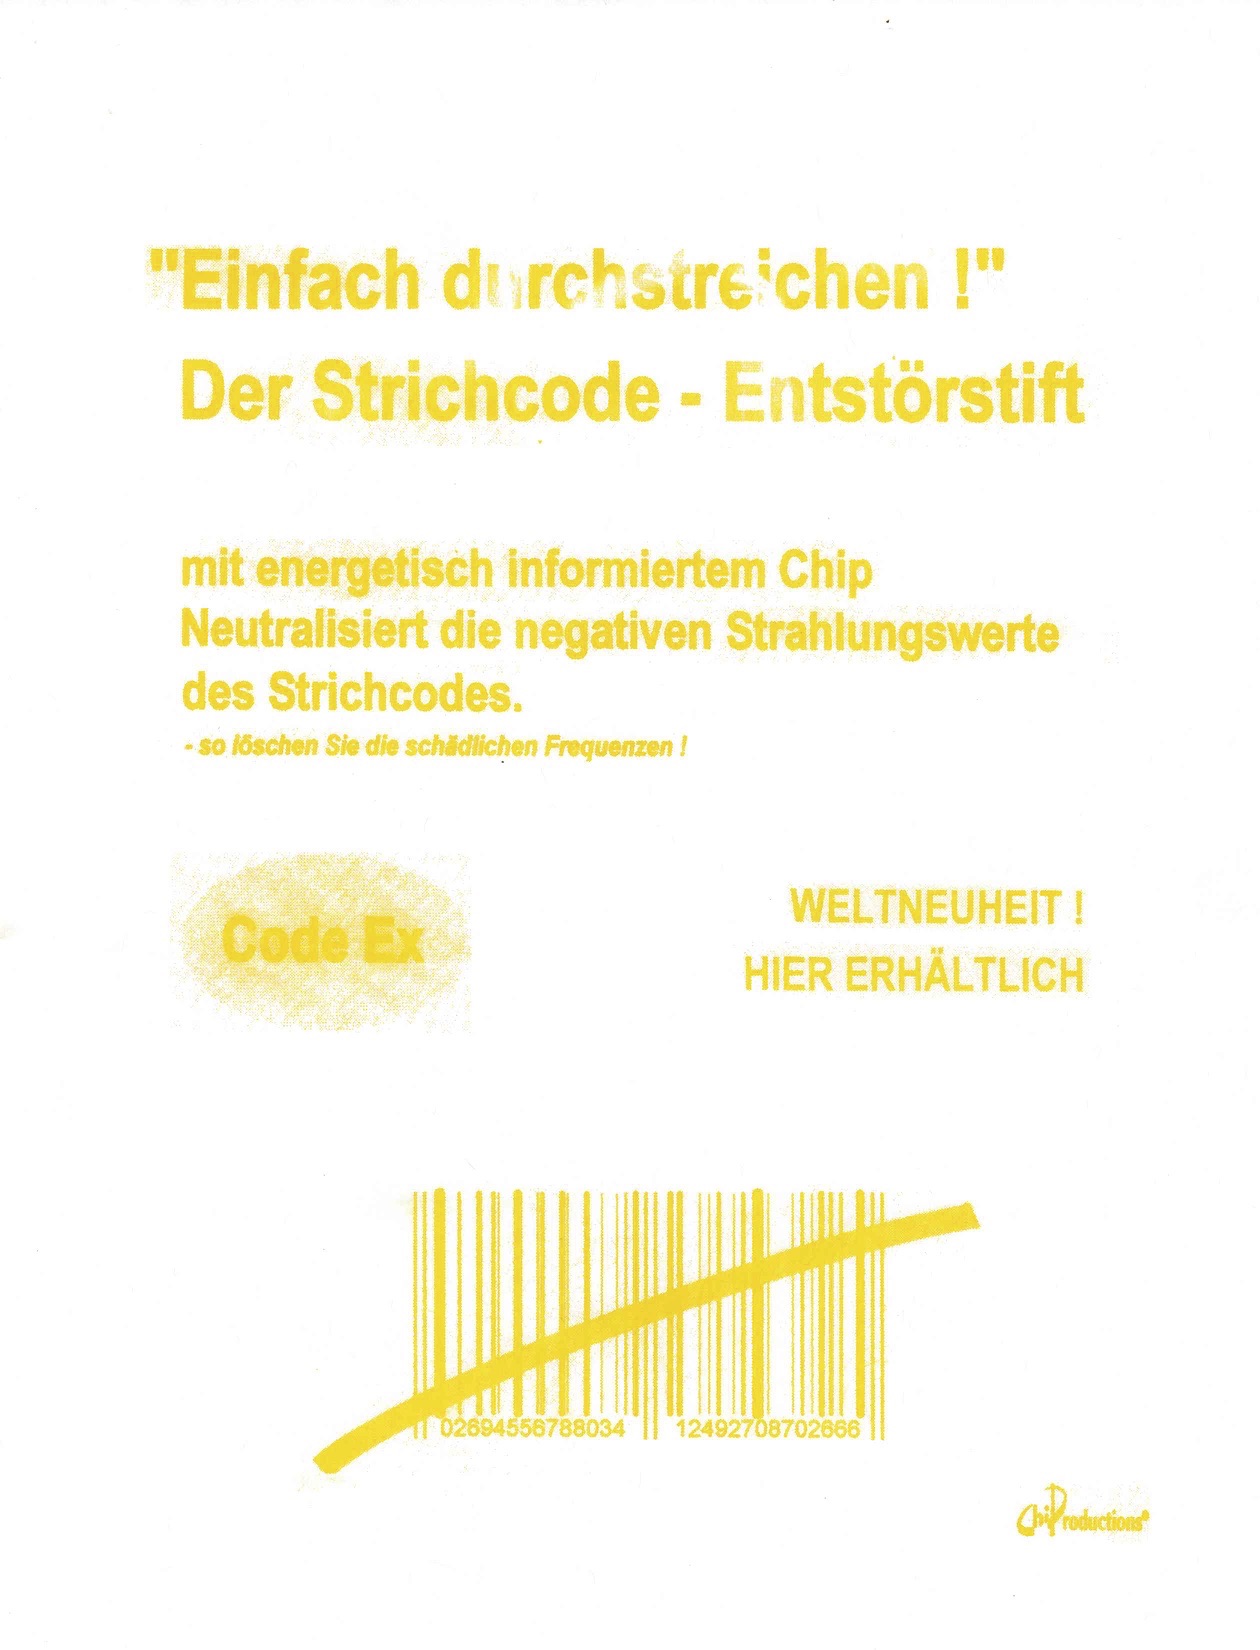 "Einfach durchstreichen !"
Der Strichcode - Entstörstift
mit energetisch informiertem Chip
Neutralisiert die negativen Strahlungswerte
des Strichcodes.
- so löschen Sie die schädlichen Frequenzen !
Code Ex
WELTNEUHEIT !
HIER ERHÄLTLICH
02694556788034 12492708702666
ChiProductions®